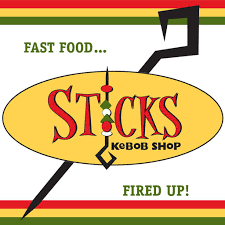 FAST FOOD...
STiCKS
KeBOB SHOP
FIRED UP!